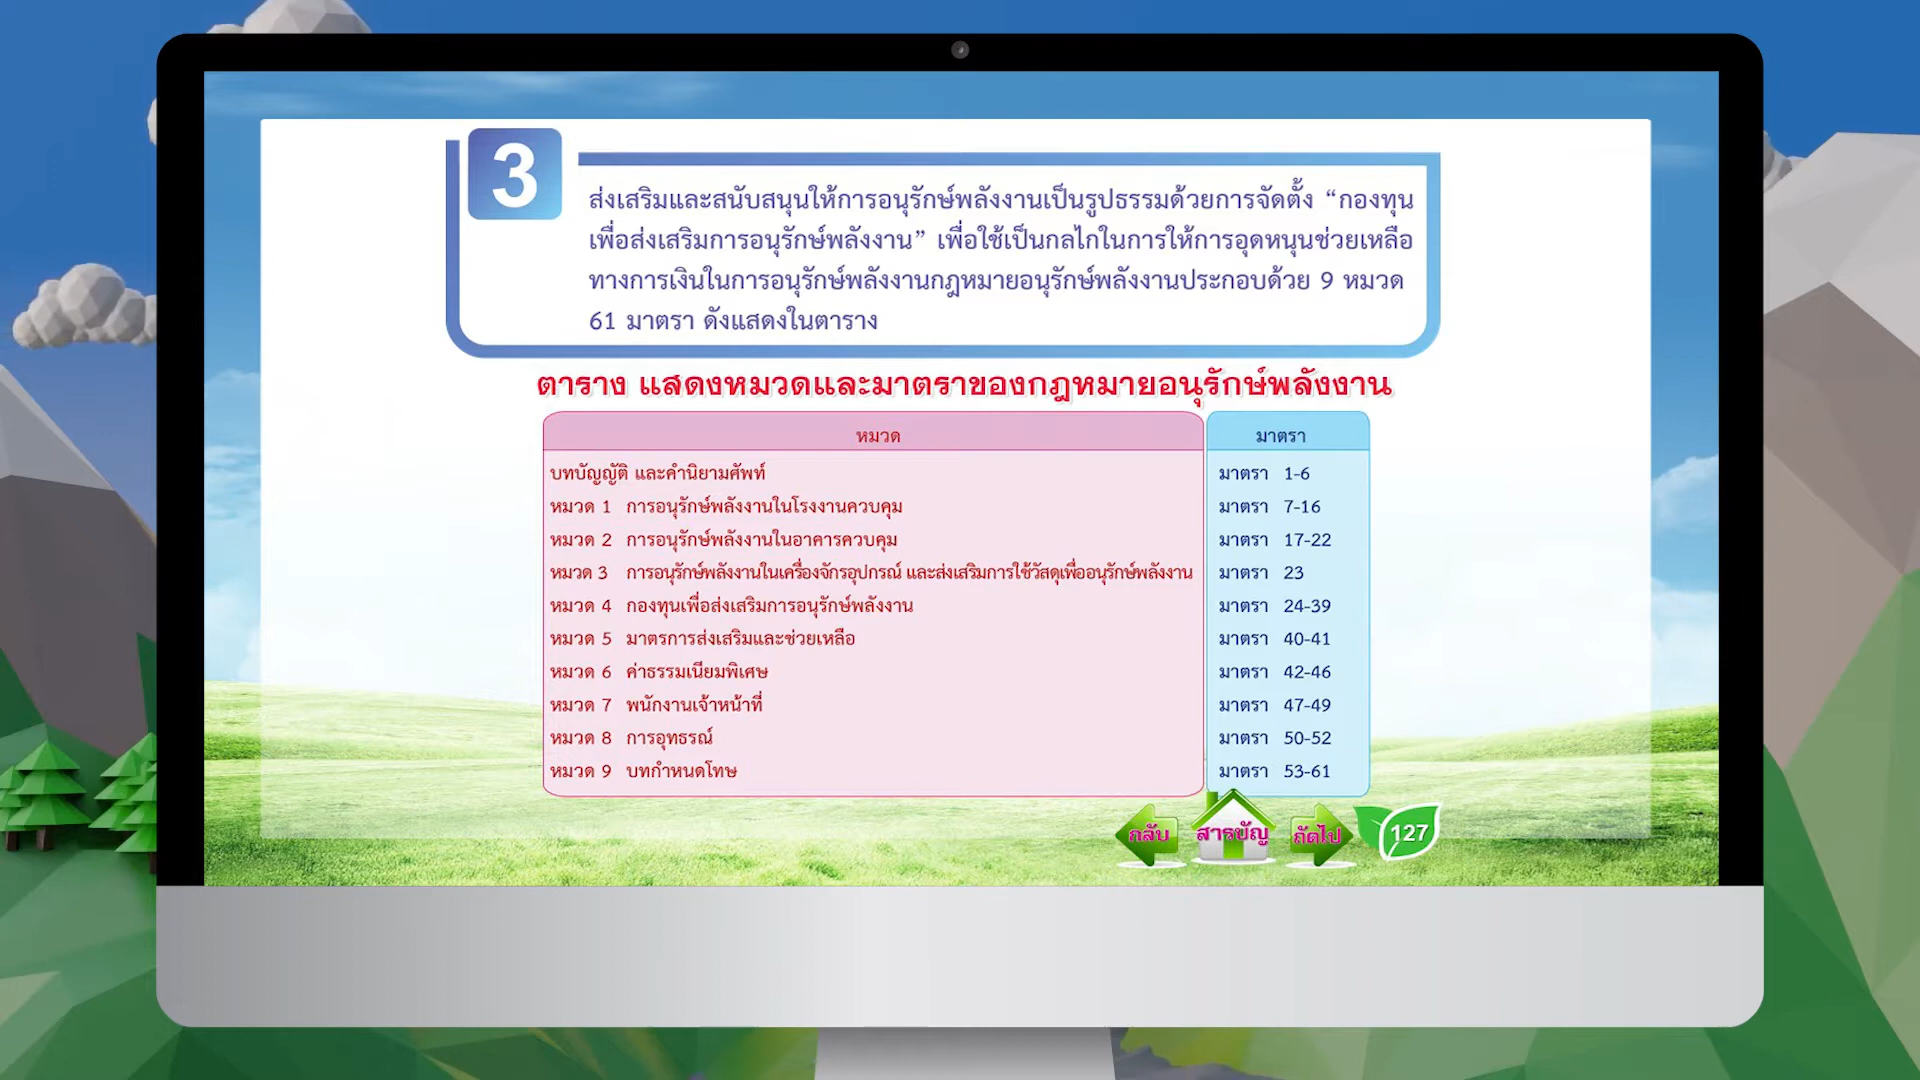 3
ส่งเสริมและสนับสนุนให้การอนุรักษ์พลังงานเป็นรูปธรรมด้วยการจัดตั้ง “กองทุน
เพื่อส่งเสริมการอนุรักษ์พลังงาน” เพื่อใช้เป็นกลไกในการให้การอุดหนุนช่วยเหลือ
ทางการเงินในการอนุรักษ์พลังงานกฎหมายอนุรักษ์พลังงานประกอบด้วย 9 หมวด
61 มาตรา ดังแสดงในตาราง
ตาราง แสดงหมวดและมาตราของกฎหมายอนุรักษ์พลังงาน
หมวด มาตรา
บทบัญญัติ และคำนิยามศัพท์ มาตรา 1-6
หมวด 1 การอนุรักษ์พลังงานในโรงงานควบคุม มาตรา 7-16
หมวด 2 การอนุรักษ์พลังงานในอาคารควบคุม มาตรา 17-22
หมวด 3 การอนุรักษ์พลังงานในเครื่องจักรอุปกรณ์ และส่งเสริมการใช้วัสดุเพื่ออนุรักษ์พลังงาน มาตรา 23
หมวด 4 กองทุนเพื่อส่งเสริมการอนุรักษ์พลังงาน มาตรา 24-39
หมวด 5 มาตรการส่งเสริมและช่วยเหลือ มาตรา 40-41
หมวด 6 ค่าธรรมเนียมพิเศษ มาตรา 42-46
หมวด 7 พนักงานเจ้าหน้าที่ มาตรา 47-49
หมวด 8 การอุทธรณ์ มาตรา 50-52
หมวด 9 บทกำหนดโทษ มาตรา 53-61
กลับ สารบัญ ถัดไป 127